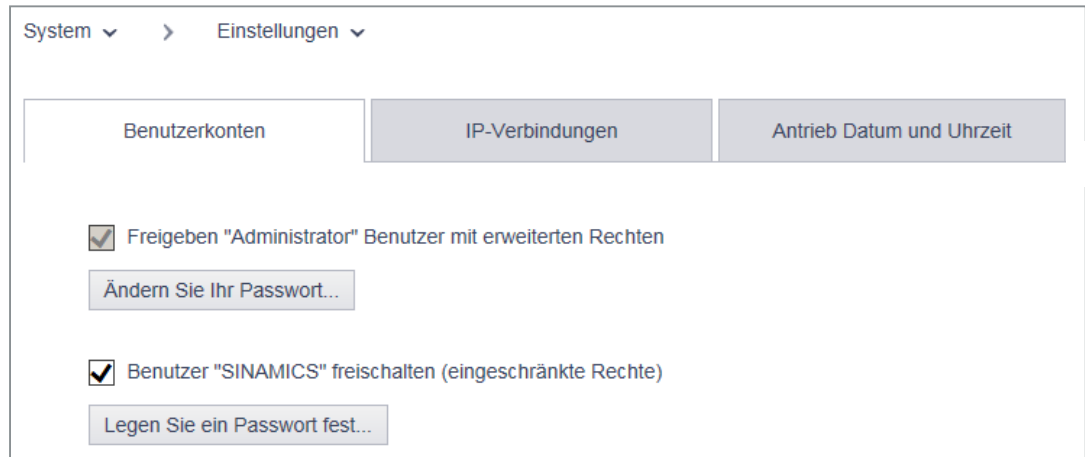 System > Einstellungen
Benutzerkonten IP-Verbindungen Antrieb Datum und Uhrzeit
Freigeben "Administrator" Benutzer mit erweiterten Rechten
Ändern Sie Ihr Passwort...
Benutzer "SINAMICS" freischalten (eingeschränkte Rechte)
Legen Sie ein Passwort fest...